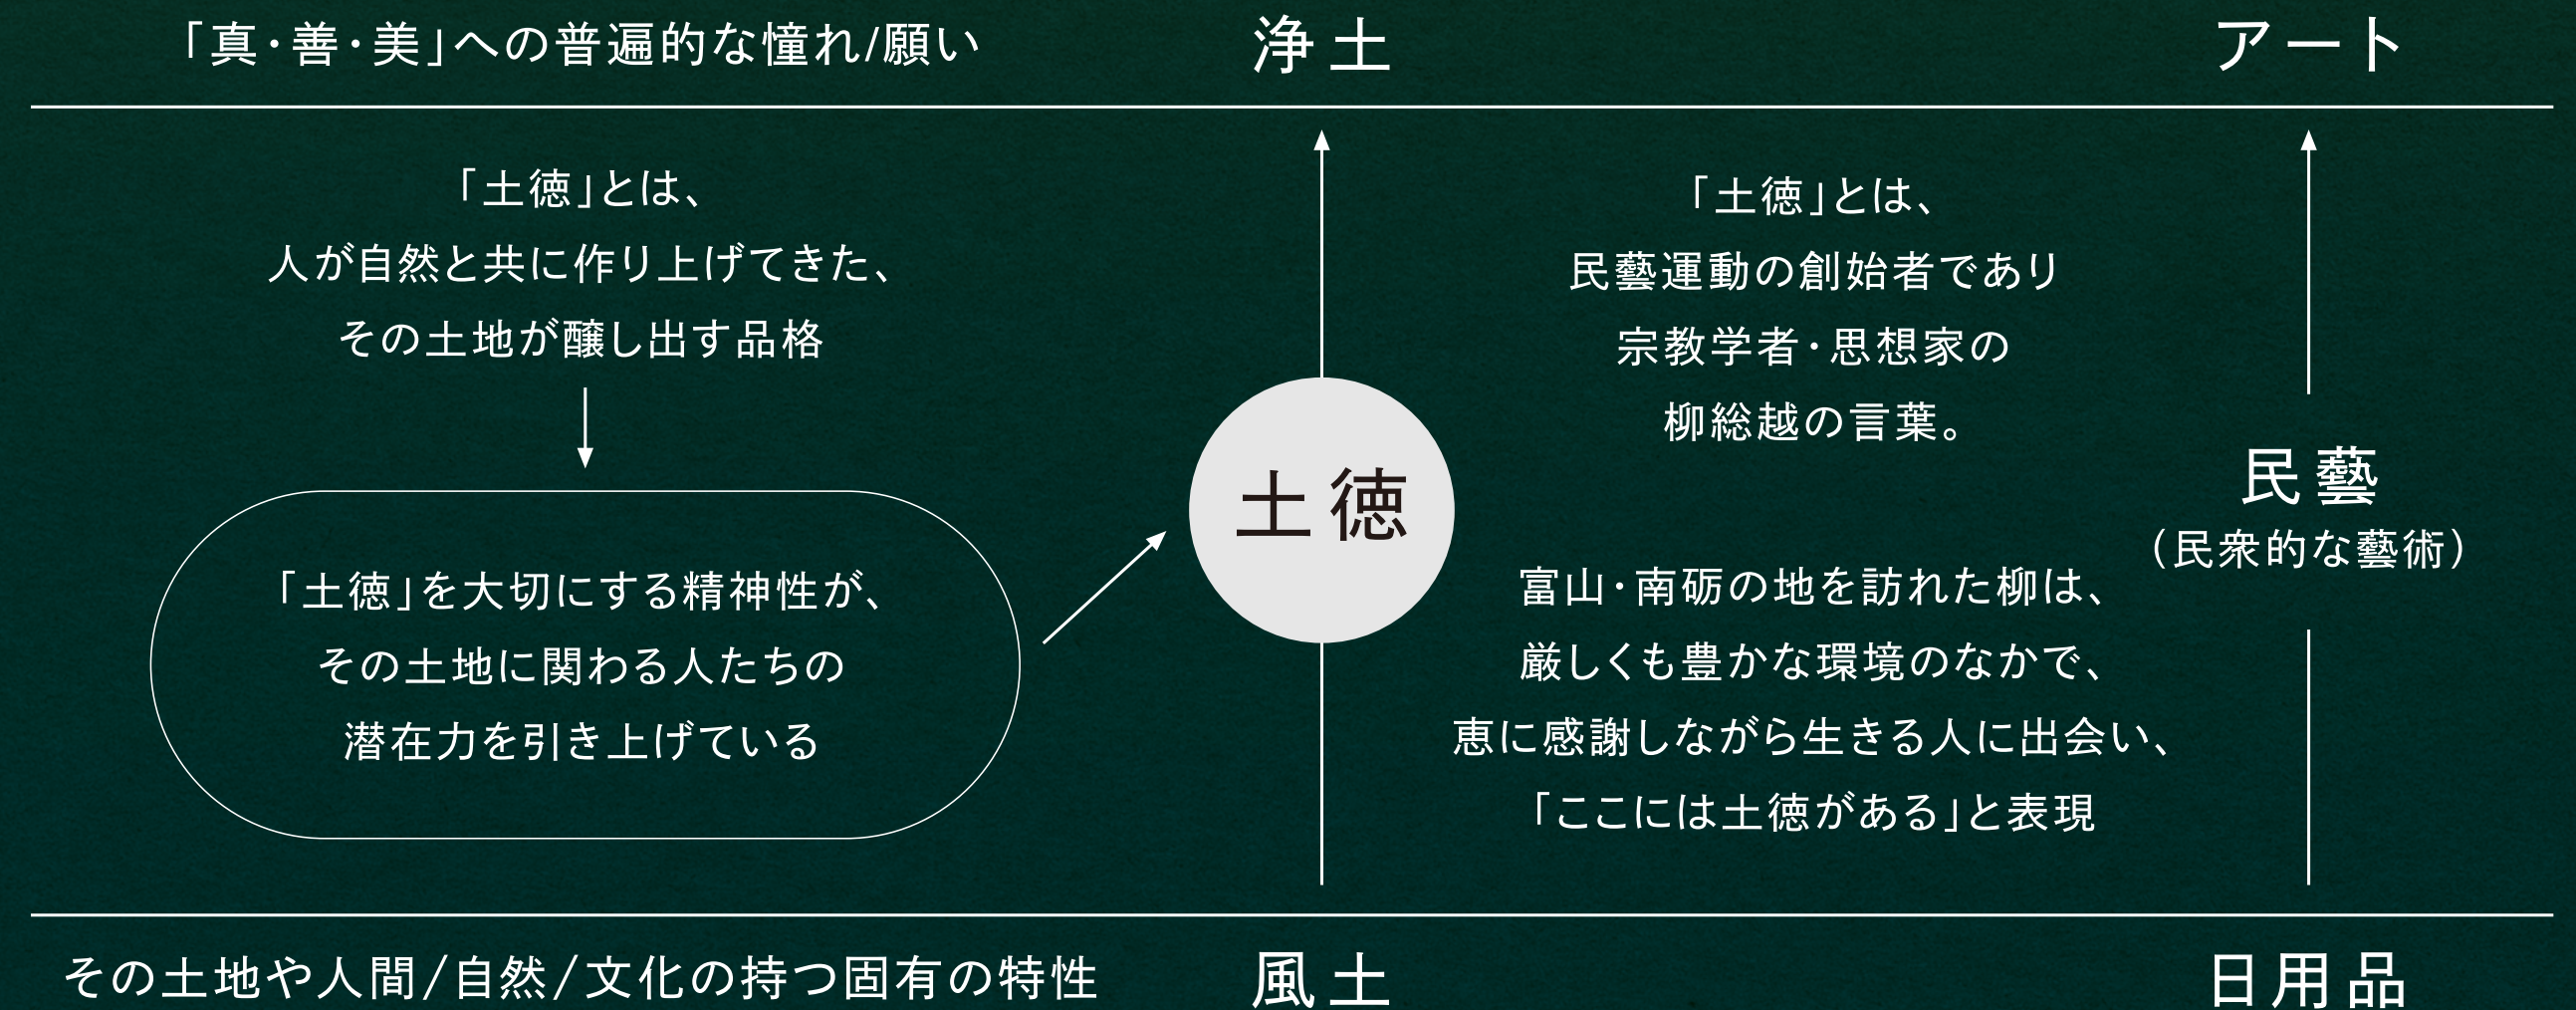 「真・善・美」への普遍的な憧れ/願い
浄土
アート
「土徳」とは、
人が自然と共に作り上げてきた、
その土地が醸し出す品格
「土徳」を大切にする精神性が、
その土地に関わる人たちの
潜在力を引き上げている
土徳
「土徳」とは、
民藝運動の創始者であり
宗教学者・思想家の
柳総越の言葉。
富山・南砺の地を訪れた柳は、
厳しくも豊かな環境のなかで、
恵に感謝しながら生きる人に出会い、
「ここには土徳がある」と表現
民藝
（民衆的な藝術）
その土地や人間/自然/文化の持つ固有の特性
風土
日用品